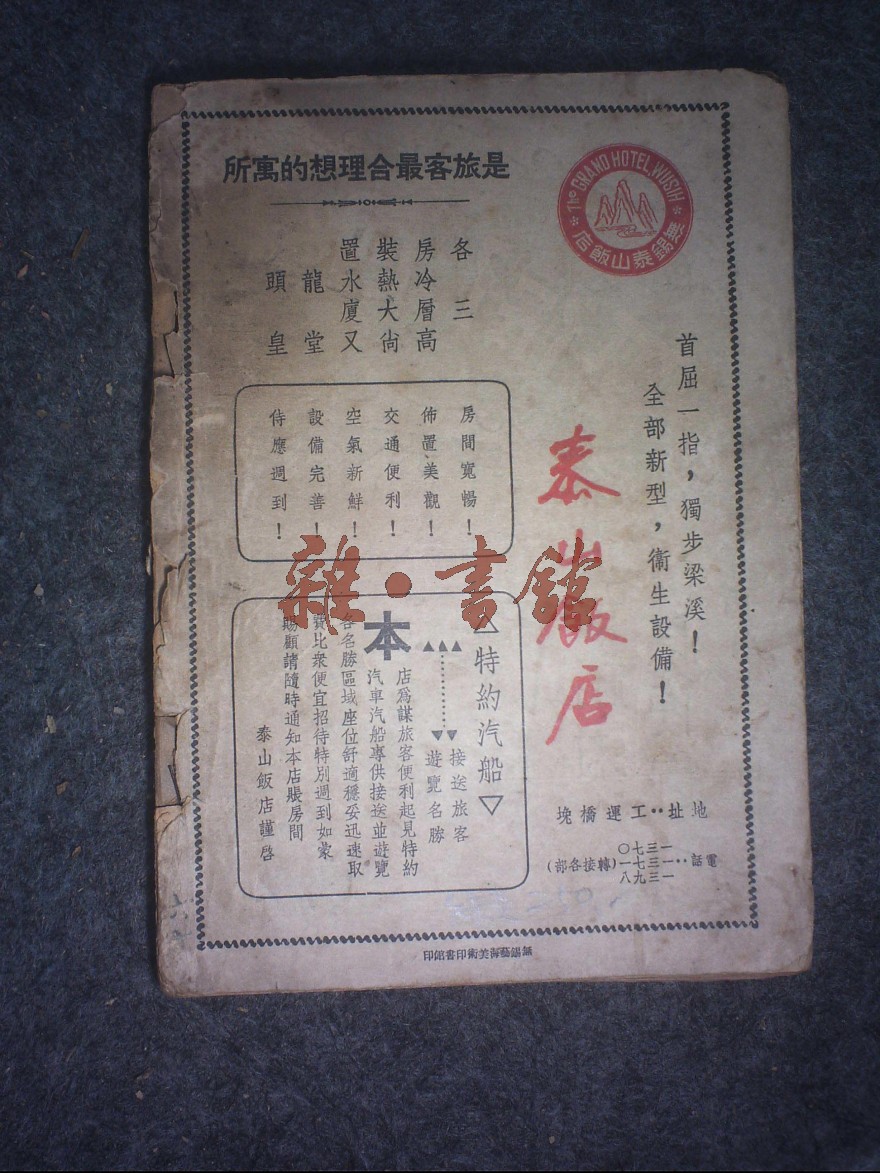 The GRAND HOTEL, WUSIH
無錫泰山飯店
是旅客最合理想的寓所
首屈一指，獨步梁溪！
全部新型，衛生設備！
泰山飯店
各房裝置
冷熱水龍頭
三層大廈
高尚又堂皇
房間寬暢！
佈置美觀！
交通便利！
空氣新鮮！
設備完善！
侍應週到！
特約汽船
接送旅客
遊覽名勝
本店為謀旅客便利起見特約
汽車汽船專供接送並遊覽
各名勝區域座位舒適穩妥迅速取
費比衆便宜招待特別週到如蒙
賜顧請隨時通知本店賬房間
泰山飯店謹啓
地址：工運橋堍
電話：
一三七〇
一三七一（轉接各部）
一三九八
無錫藝海美術印書館印
雜·書館